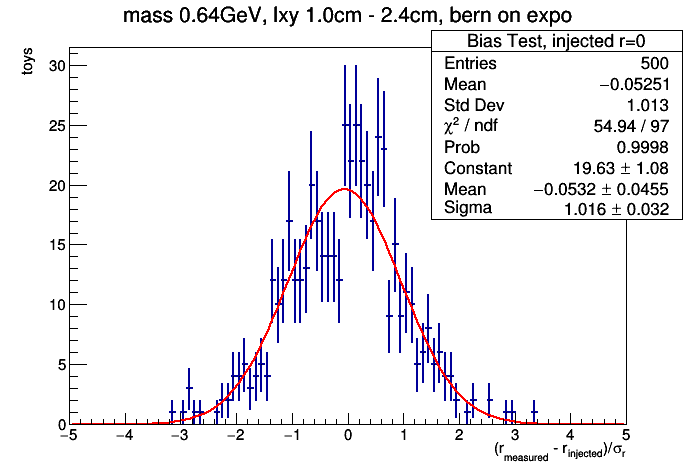 mass 0.64GeV, lxy 1.0cm - 2.4cm, bern on expo
Bias Test, injected r=0
Entries 500
Mean −0.05251
Std Dev 1.013
χ² / ndf 54.94 / 97
Prob 0.9998
Constant 19.63 ± 1.08
Mean −0.0532 ± 0.0455
Sigma 1.016 ± 0.032
toys
30
25
20
15
10
5
0
−5 −4 −3 −2 −1 0 1 2 3 4 5
(r_measured - r_injected)/σ_r